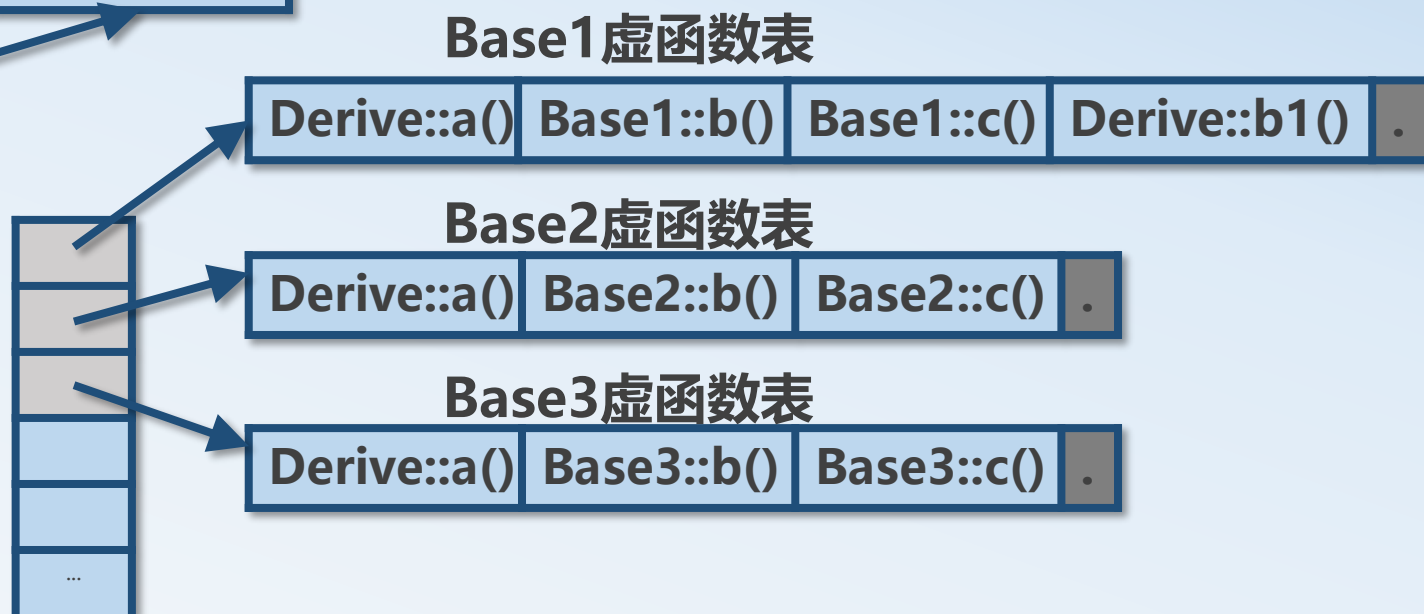 Base1虚函数表
Derive::a() Base1::b() Base1::c() Derive::b1() .
Base2虚函数表
Derive::a() Base2::b() Base2::c() .
Base3虚函数表
Derive::a() Base3::b() Base3::c() .
...